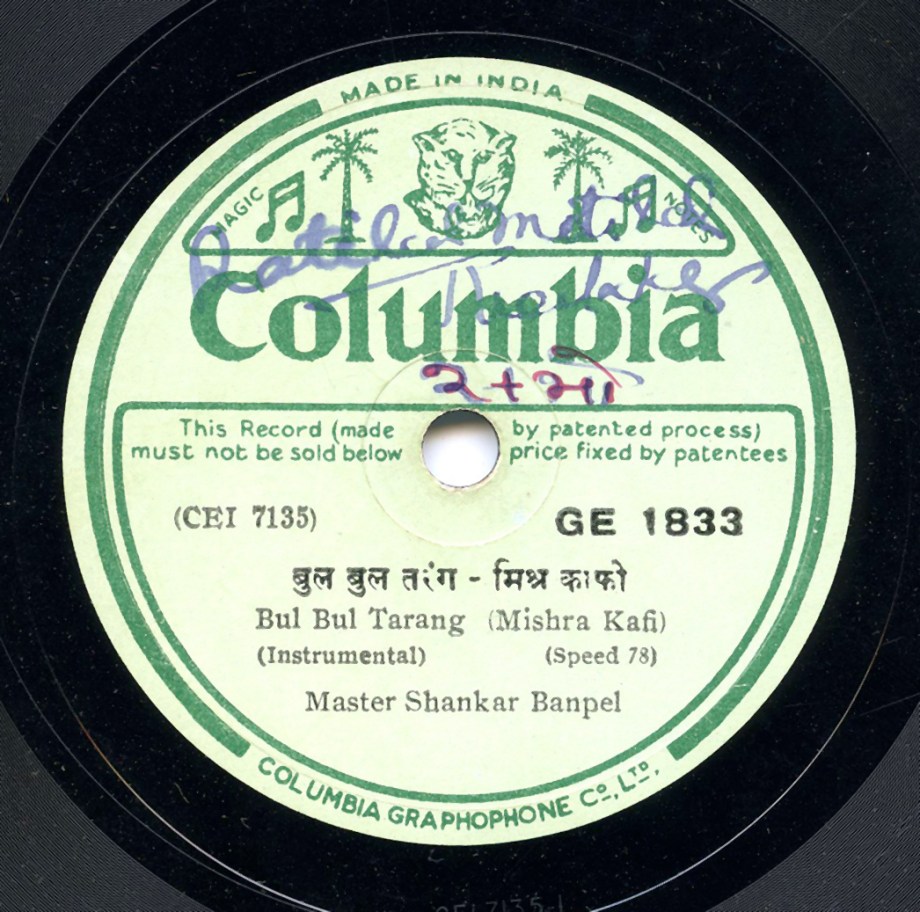 MADE IN INDIA
MAGIC NOTES
Columbia
This Record (made by patented process)
must not be sold below price fixed by patentees
(CEI 7135) GE 1833
बुल बुल तरंग - मिश्र काफी
Bul Bul Tarang (Mishra Kafi)
(Instrumental) (Speed 78)
Master Shankar Banpel
COLUMBIA GRAPHOPHONE Cº., LTD.